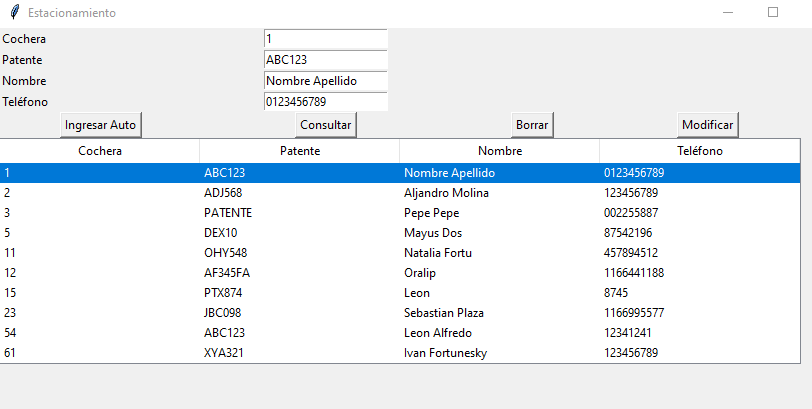 Estacionamiento
Cochera 1
Patente ABC123
Nombre Nombre Apellido
Teléfono 0123456789
Ingresar Auto Consultar Borrar Modificar
Cochera Patente Nombre Teléfono
1 ABC123 Nombre Apellido 0123456789
2 ADJ568 Aljandro Molina 123456789
3 PATENTE Pepe Pepe 002255887
5 DEX10 Mayus Dos 87542196
11 OHY548 Natalia Fortu 457894512
12 AF345FA Oralip 1166441188
15 PTX874 Leon 8745
23 JBC098 Sebastian Plaza 1166995577
54 ABC123 Leon Alfredo 12341241
61 XYA321 Ivan Fortunesky 123456789